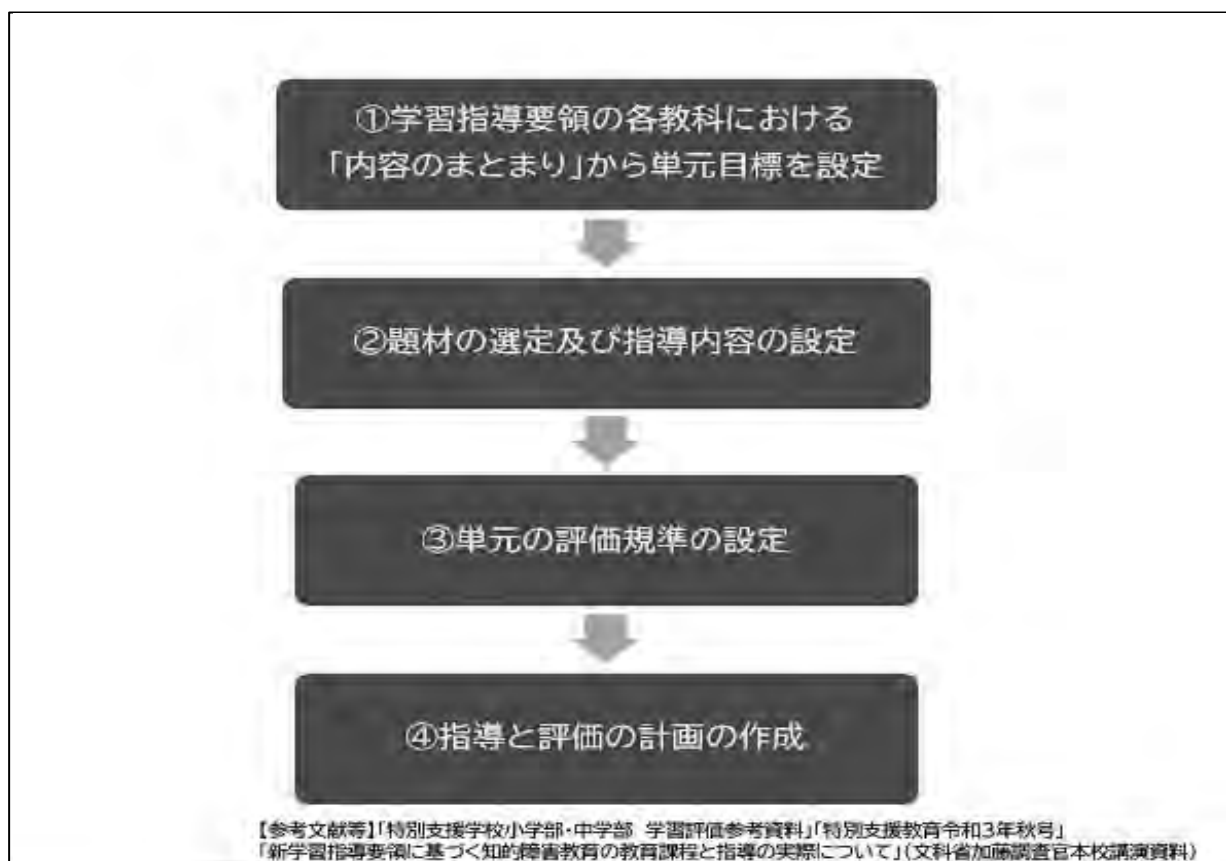 ①学習指導要領の各教科における
「内容のまとまり」から単元目標を設定
②題材の選定及び指導内容の設定
③単元の評価規準の設定
④指導と評価の計画の作成
【参考文献等】「特別支援学校小学部・中学部 学習評価参考資料」「特別支援教育令和3年秋号」
「新学習指導要領に基づく知的障害教育の教育課程と指導の実際について」(文科省加藤調査官本校講演資料)